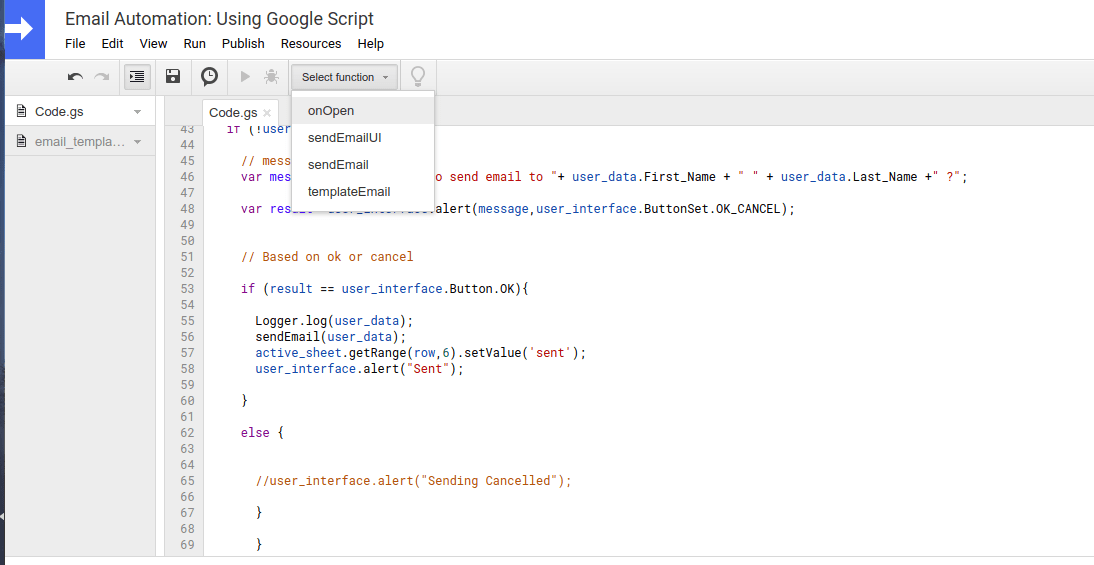 Email Automation: Using Google Script
File Edit View Run Publish Resources Help
Select function
Code.gs
email_templa...
Code.gs
onOpen
sendEmailUI
sendEmail
templateEmail
43 if (!user
44
45 // mess
46 var mes o send email to "+ user_data.First_Name + " " + user_data.Last_Name +" ?";
47
48 var result user_interface.alert(message,user_interface.ButtonSet.OK_CANCEL);
49
50
51 // Based on ok or cancel
52
53 if (result == user_interface.Button.OK){
54
55 Logger.log(user_data);
56 sendEmail(user_data);
57 active_sheet.getRange(row,6).setValue('sent');
58 user_interface.alert("Sent");
59
60 }
61
62 else {
63
64
65 //user_interface.alert("Sending Cancelled");
66
67 }
68
69 }